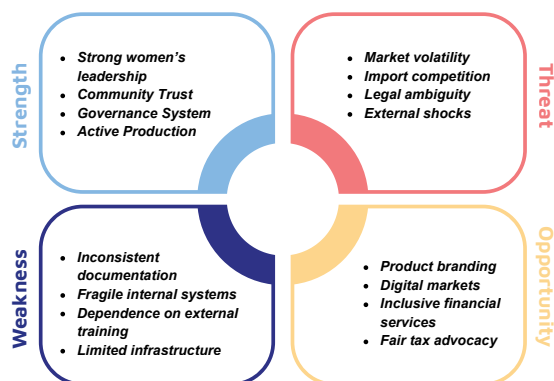 Strength
• Strong women's
leadership
• Community Trust
• Governance System
• Active Production
Threat
• Market volatility
• Import competition
• Legal ambiguity
• External shocks
Weakness
• Inconsistent
documentation
• Fragile internal systems
• Dependence on external
training
• Limited infrastructure
Opportunity
• Product branding
• Digital markets
• Inclusive financial
services
• Fair tax advocacy